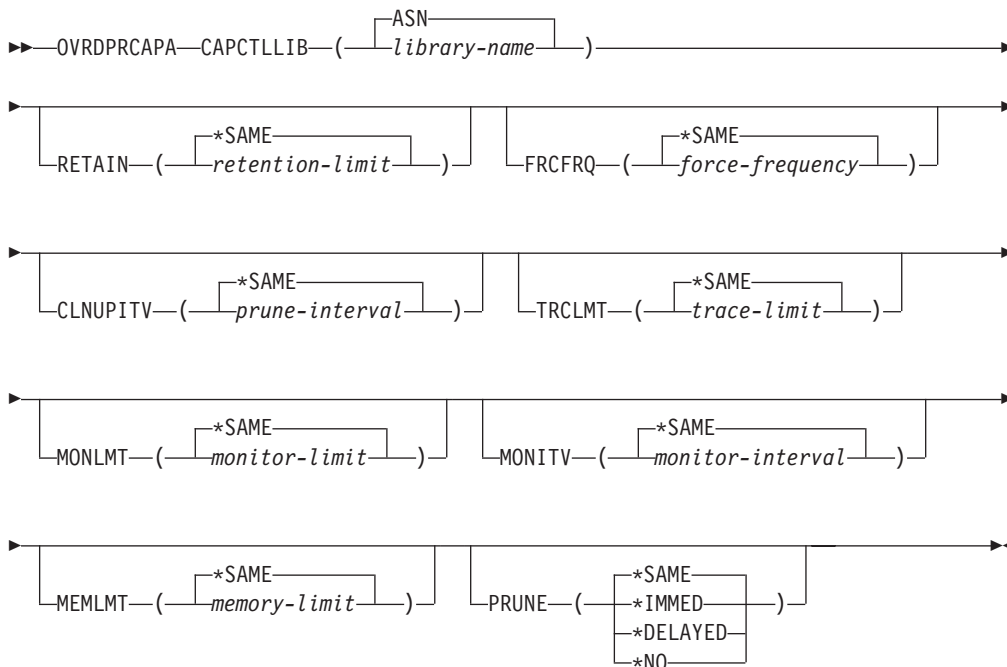 ASN
OVRDPRCAPA CAPCTLLIB ( library-name )
*SAME *SAME
RETAIN ( retention-limit ) FRCFRQ ( force-frequency )
*SAME *SAME
CLNUPITV ( prune-interval ) TRCLMT ( trace-limit )
*SAME *SAME
MONLMT ( monitor-limit ) MONITV ( monitor-interval )
*SAME *SAME
MEMLMT ( memory-limit ) PRUNE ( *IMMED )
*DELAYED
*NO